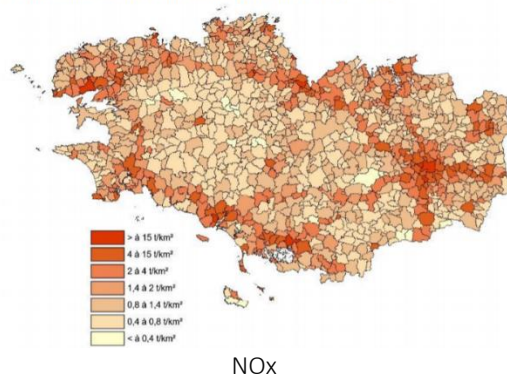 > à 15 t/km²
4 à 15 t/km²
2 à 4 t/km²
1,4 à 2 t/km²
0,8 à 1,4 t/km²
0,4 à 0,8 t/km²
< à 0,4 t/km²
NOx